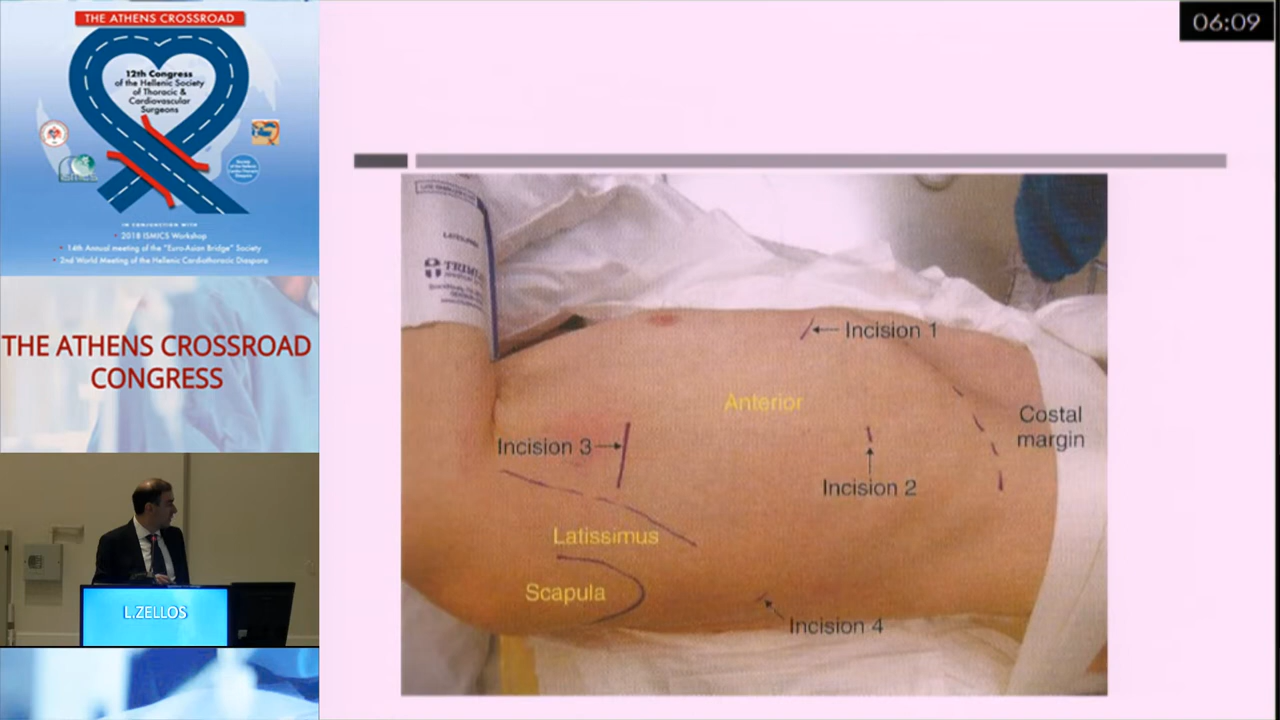 THE ATHENS CROSSROAD
12th Congress
of the Hellenic Society
of Thoracic &
Cardiovascular
Surgeons
IN CONJUNCTION WITH
• 2018 ISMICS Workshop
• 14th Annual meeting of the "Euro-Asian Bridge" Society
• 2nd World Meeting of the Hellenic Cardiothoracic Diaspora
THE ATHENS CROSSROAD
CONGRESS
L.ZELLOS
06:09
Incision 1
Anterior
Costal
margin
Incision 3
Incision 2
Latissimus
Scapula
Incision 4